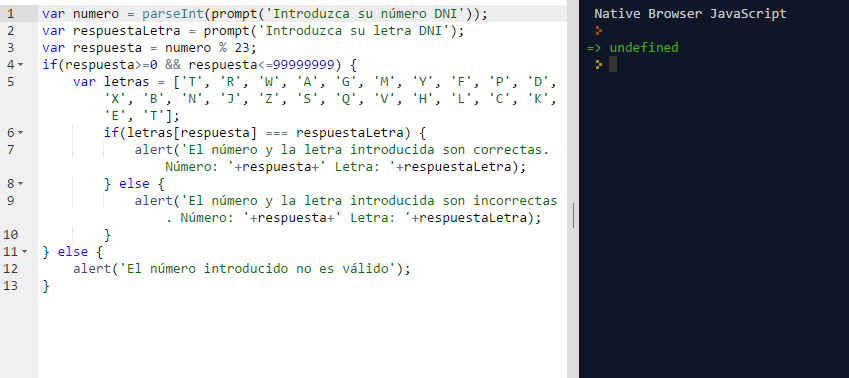 1 var numero = parseInt(prompt('Introduzca su número DNI'));
2 var respuestaLetra = prompt('Introduzca su letra DNI');
3 var respuesta = numero % 23;
4 if(respuesta>=0 && respuesta<=99999999) {
5 var letras = ['T', 'R', 'W', 'A', 'G', 'M', 'Y', 'F', 'P', 'D',
'X', 'B', 'N', 'J', 'Z', 'S', 'Q', 'V', 'H', 'L', 'C', 'K',
'E', 'T'];
6 if(letras[respuesta] === respuestaLetra) {
7 alert('El número y la letra introducida son correctas.
Número: '+respuesta+' Letra: '+respuestaLetra);
8 } else {
9 alert('El número y la letra introducida son incorrectas
. Número: '+respuesta+' Letra: '+respuestaLetra);
10 }
11 } else {
12 alert('El número introducido no es válido');
13 }
Native Browser JavaScript
=> undefined